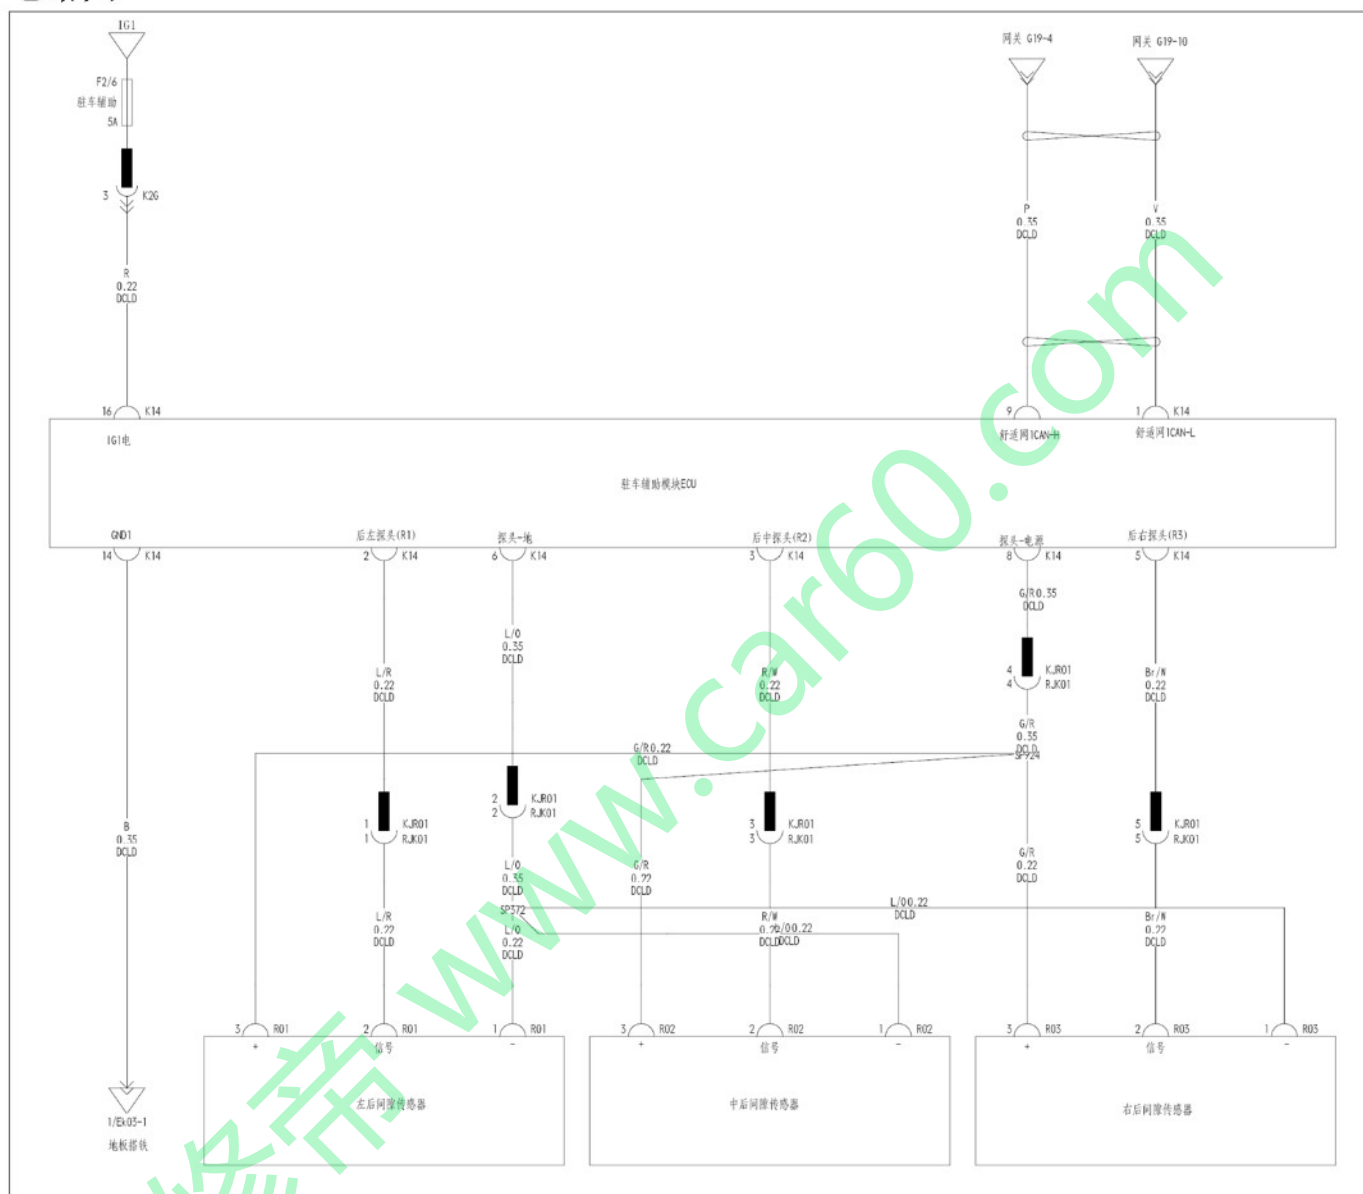 IG1
网关 G19-4
网关 G19-10
F2/6
驻车辅助
5A
3 K2G
P
0.35
DCLD
V
0.35
DCLD
R
0.22
DCLD
16 K14
9
1 K14
IG1电
舒适网1CAN-H
舒适网1CAN-L
驻车辅助模块ECU
GND1
后左探头(R1)
探头-地
后中探头(R2)
探头-电源
后右探头(R3)
14 K14
2 K14
6 K14
3 K14
8 K14
5 K14
G/R 0.35
DCLD
L/O
0.35
DCLD
L/R
0.22
DCLD
R/W
0.22
DCLD
4 KJR01
4 RJK01
Br/W
0.22
DCLD
G/R
0.35
DCLD
SP724
G/R 0.22
DCLD
2 KJR01
2 RJK01
1 KJR01
1 RJK01
3 KJR01
3 RJK01
5 KJR01
5 RJK01
B
0.35
DCLD
L/O
0.35
DCLD
SP372
G/R
0.22
DCLD
G/R
0.22
DCLD
L/O 0.22
DCLD
L/R
0.22
DCLD
L/O
0.22
DCLD
R/W
0.22
DCLD
L/O 0.22
DCLD
Br/W
0.22
DCLD
3 R01
2 R01
1 R01
3 R02
2 R02
1 R02
3 R03
2 R03
1 R03
+
信号
-
+
信号
-
+
信号
-
左后间隙传感器
中后间隙传感器
右后间隙传感器
1/Ek03-1
地板搭铁
修帝 www.car60.com